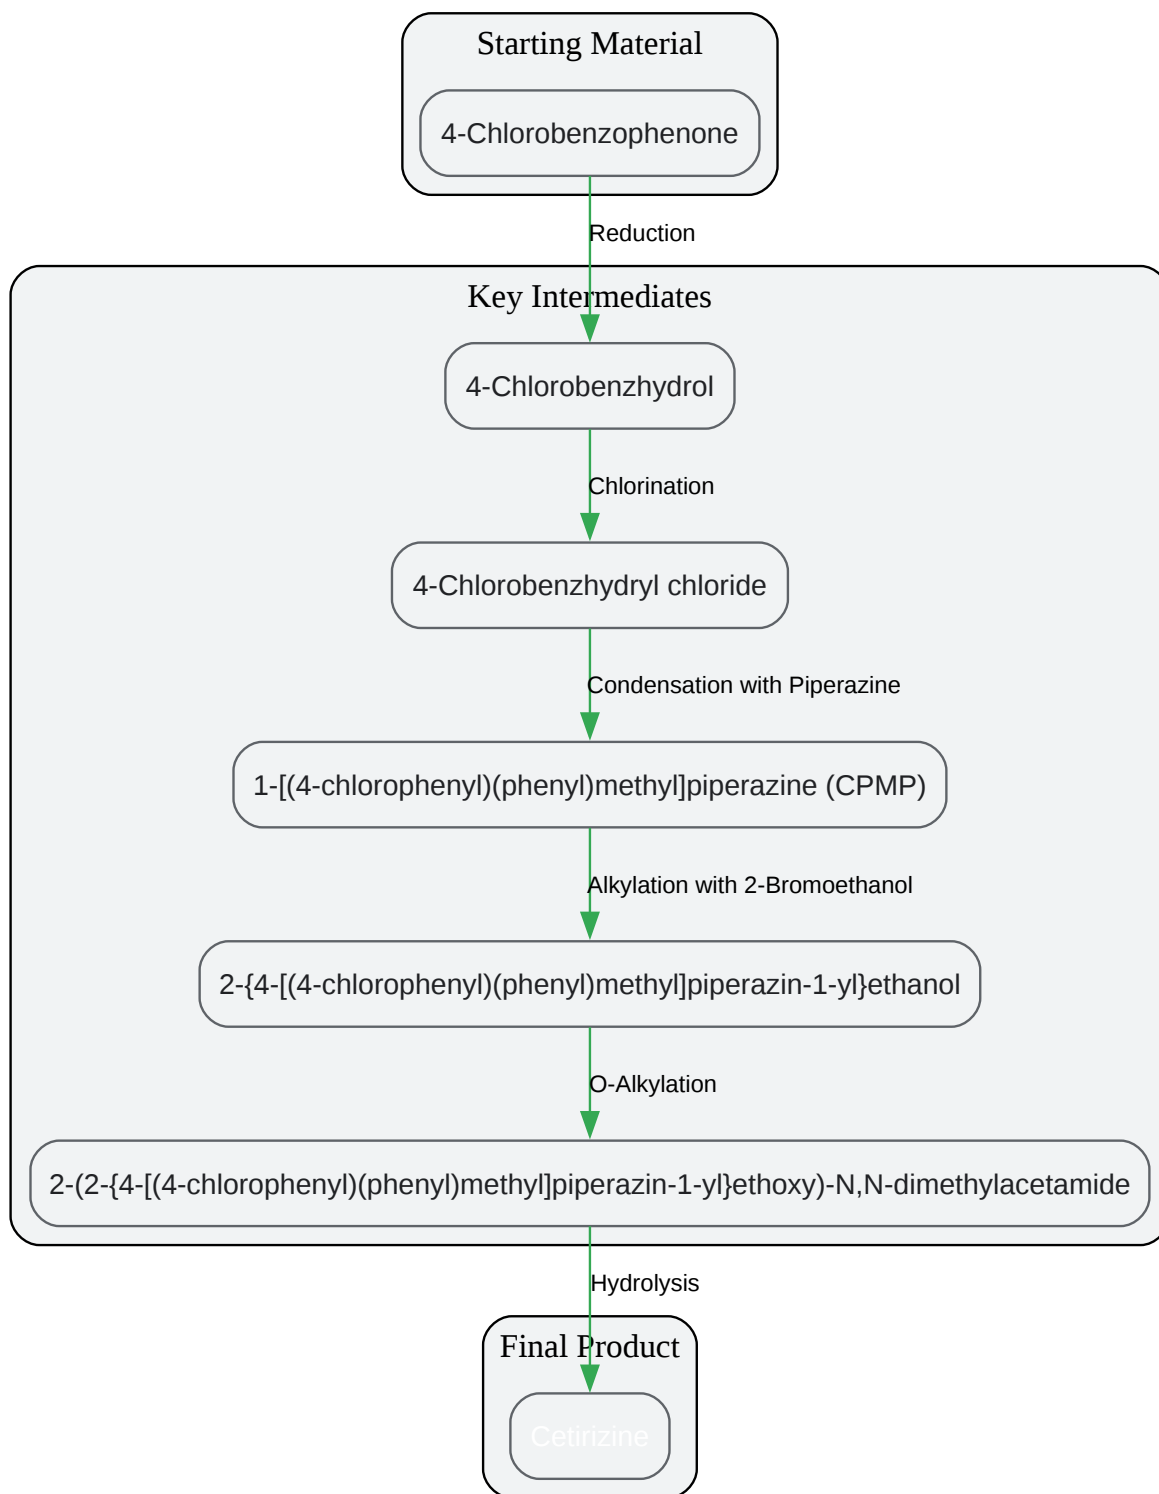 Starting Material
4-Chlorobenzophenone
Reduction
Key Intermediates
4-Chlorobenzhydrol
Chlorination
4-Chlorobenzhydryl chloride
Condensation with Piperazine
1-[(4-chlorophenyl)(phenyl)methyl]piperazine (CPMP)
Alkylation with 2-Bromoethanol
2-{4-[(4-chlorophenyl)(phenyl)methyl]piperazin-1-yl}ethanol
O-Alkylation
2-(2-{4-[(4-chlorophenyl)(phenyl)methyl]piperazin-1-yl}ethoxy)-N,N-dimethylacetamide
Hydrolysis
Final Product
Cetirizine